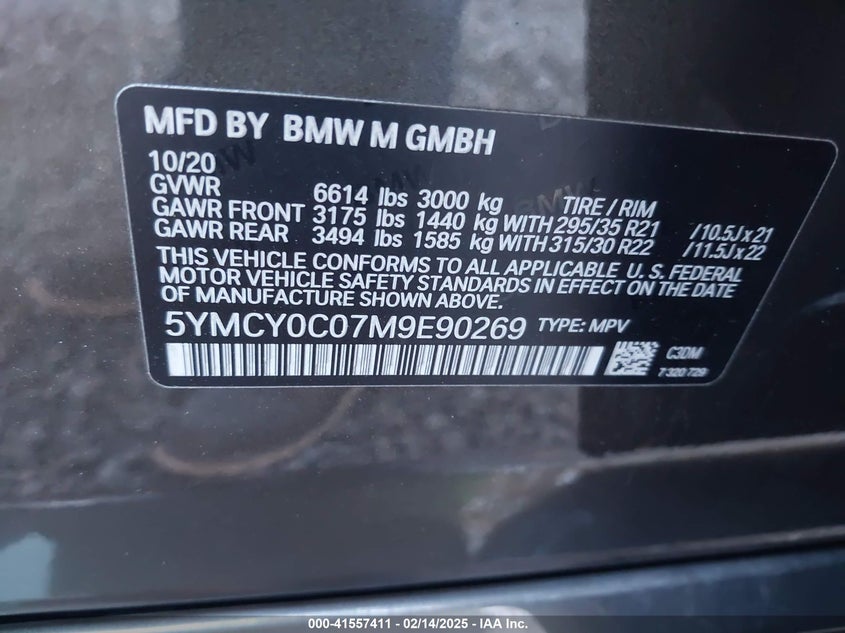 MFD BY BMW M GMBH
10/20
GVWR 6614 lbs 3000 kg TIRE / RIM
GAWR FRONT 3175 lbs 1440 kg WITH 295/35 R21 /10.5Jx21
GAWR REAR 3494 lbs 1585 kg WITH 315/30 R22 /11.5Jx22
THIS VEHICLE CONFORMS TO ALL APPLICABLE U.S. FEDERAL
MOTOR VEHICLE SAFETY STANDARDS IN EFFECT ON THE DATE
OF MANUFACTURE SHOWN ABOVE.
5YMCY0C07M9E90269 TYPE: MPV
C3DM
7 320 729
000-41557411 - 02/14/2025 - IAA Inc.